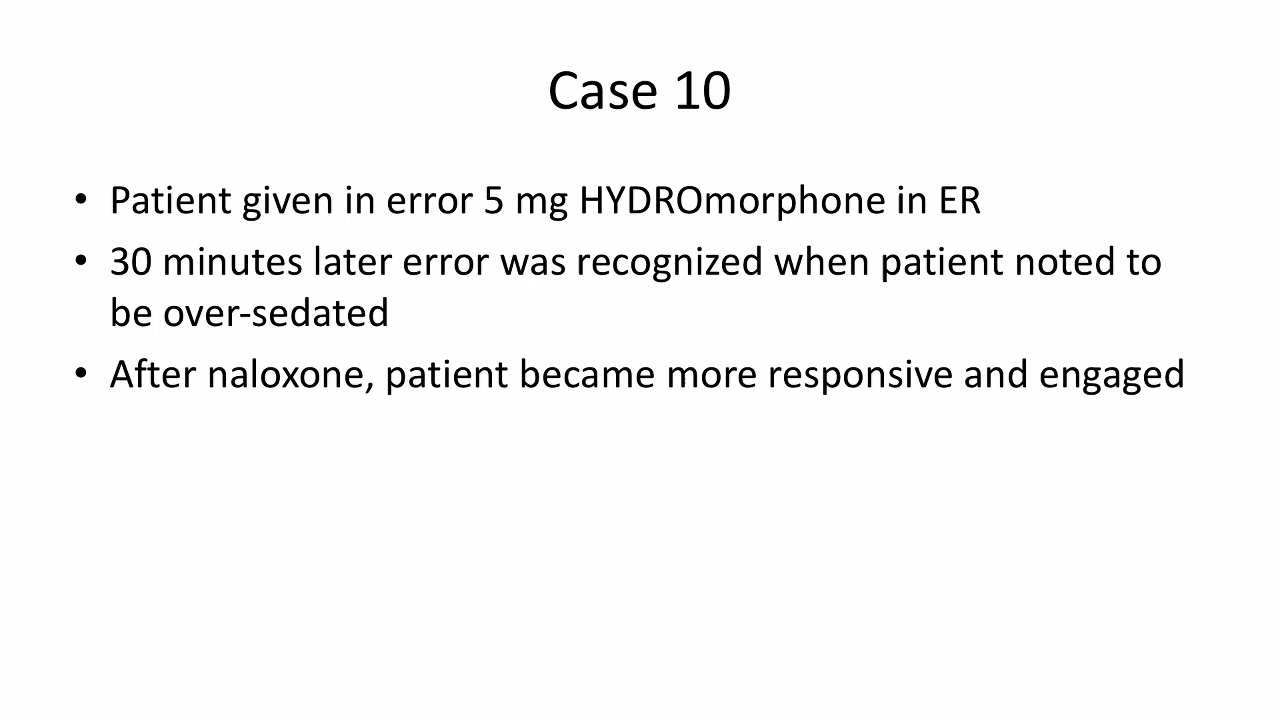 Case 10
• Patient given in error 5 mg HYDROmorphone in ER
• 30 minutes later error was recognized when patient noted to
be over-sedated
• After naloxone, patient became more responsive and engaged